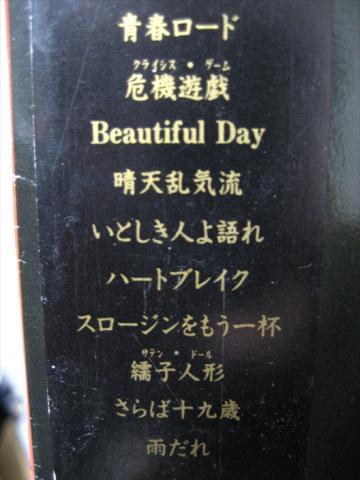 青春ロード
クライシス・ゲーム
危機遊戯
Beautiful Day
晴天乱気流
いとしき人よ語れ
ハートブレイク
スロージンをもう一杯
サテン・ドール
繻子人形
さらば十九歳
雨だれ